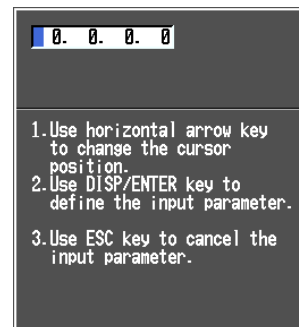 0. 0. 0. 0
1.Use horizontal arrow key
to change the cursor
position.
2.Use DISP/ENTER key to
define the input parameter.
3.Use ESC key to cancel the
input parameter.